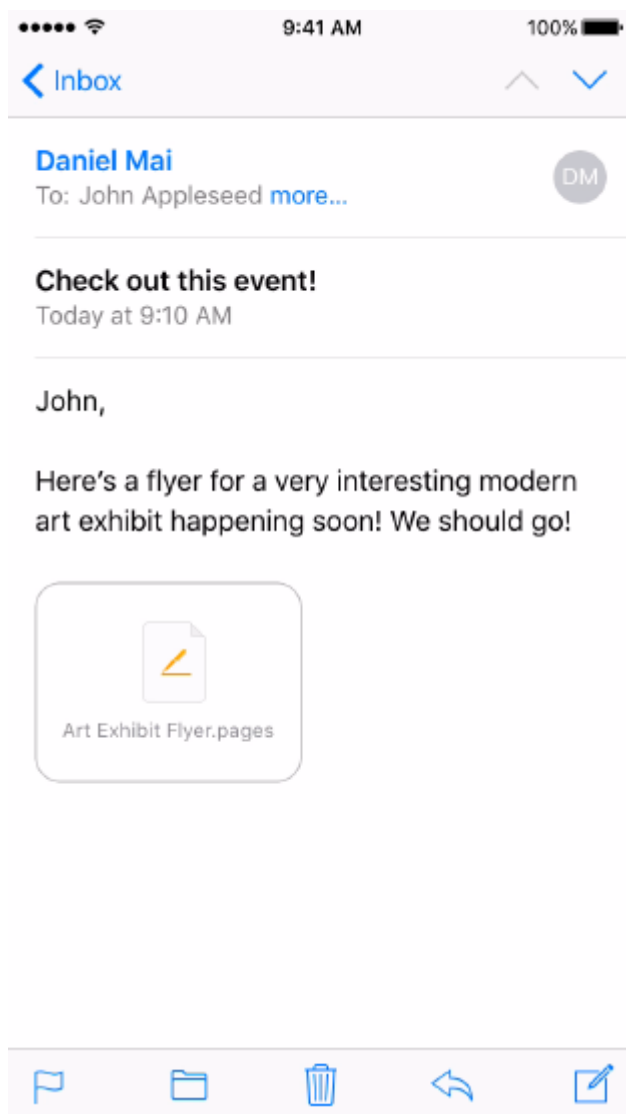 9:41 AM
100%
Inbox
Daniel Mai
DM
To: John Appleseed more...
Check out this event!
Today at 9:10 AM
John,
Here’s a flyer for a very interesting modern
art exhibit happening soon! We should go!
Art Exhibit Flyer.pages